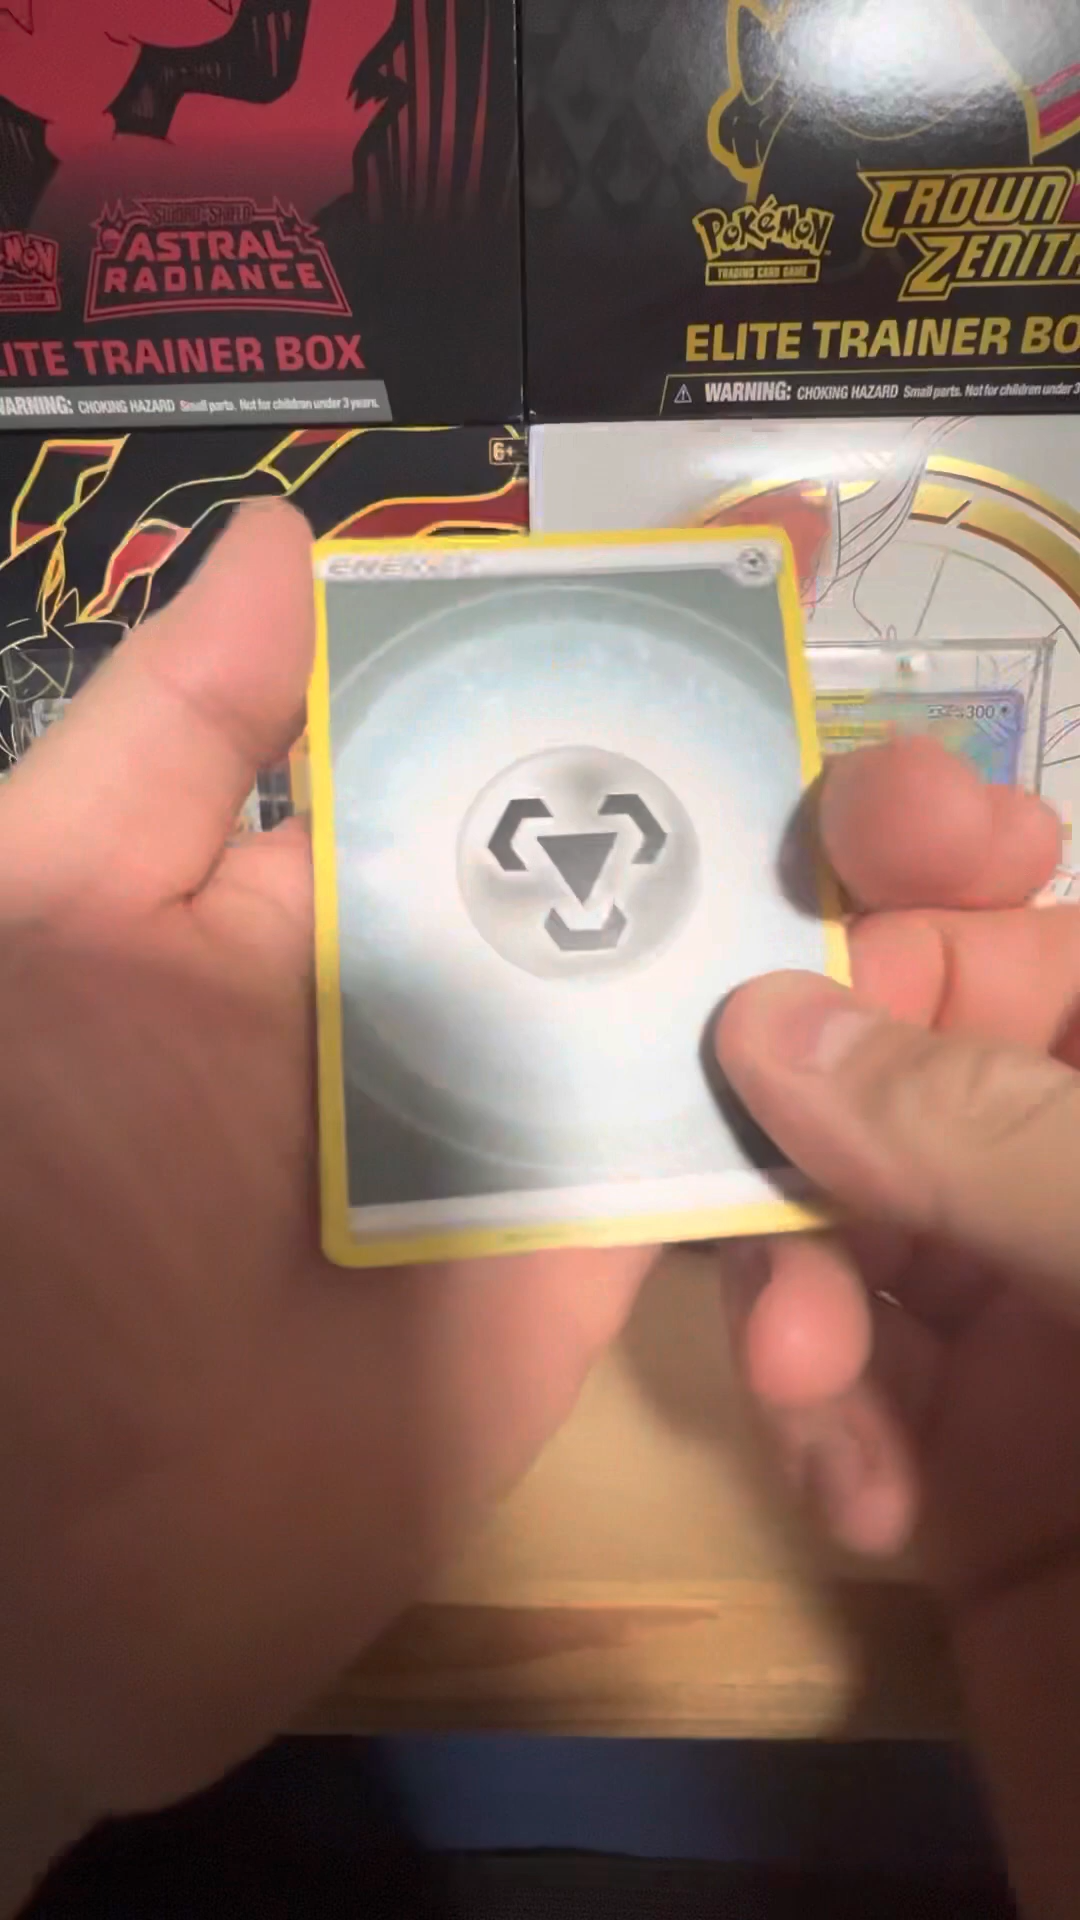 SWORD & SHIELD
ASTRAL
RADIANCE
ITE TRAINER BOX
WARNING: CHOKING HAZARD Small parts. Not for children under 3 years.
Pokémon
TRADING CARD GAME
CROWN
ZENITH
ELITE TRAINER BO
WARNING: CHOKING HAZARD Small parts. Not for children under 3
6+
ENERGY
300